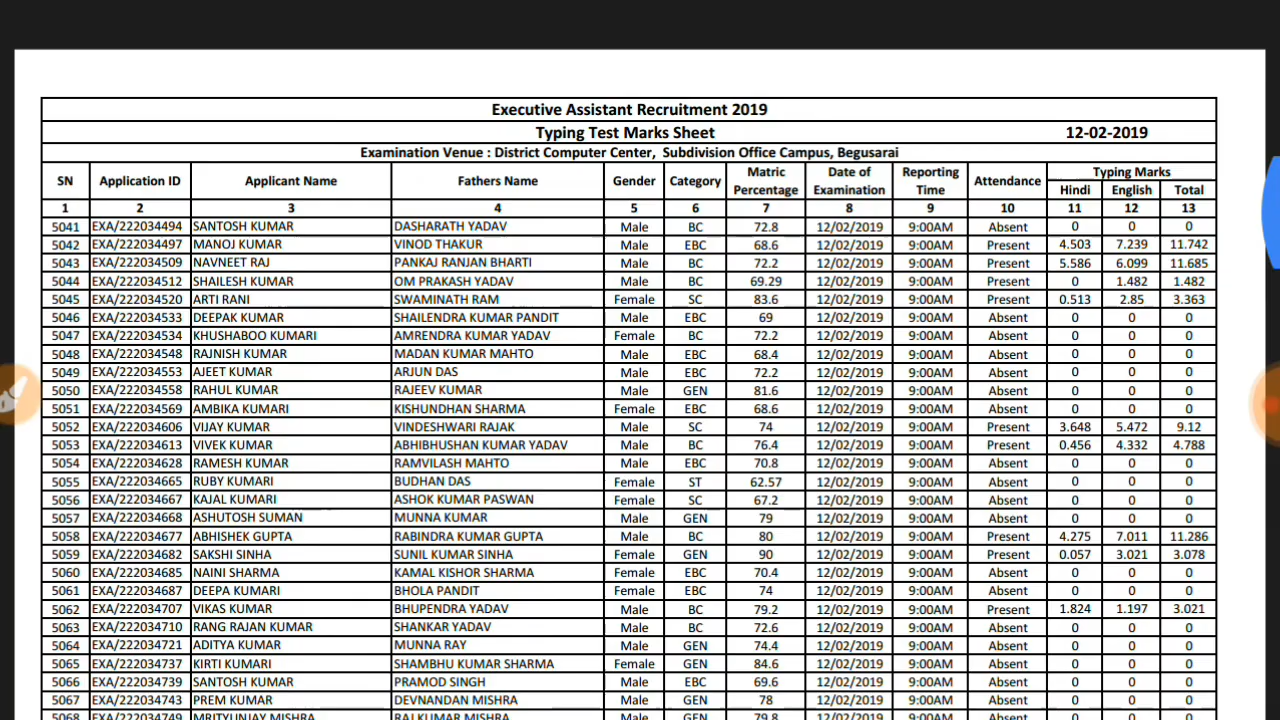 Executive Assistant Recruitment 2019
Typing Test Marks Sheet 12-02-2019
Examination Venue : District Computer Center, Subdivision Office Campus, Begusarai
SN Application ID Applicant Name Fathers Name Gender Category Matric Percentage Date of Examination Reporting Time Attendance Typing Marks Hindi English Total
1 2 3 4 5 6 7 8 9 10 11 12 13
5041 EXA/222034494 SANTOSH KUMAR DASHARATH YADAV Male BC 72.8 12/02/2019 9:00AM Absent 0 0 0
5042 EXA/222034497 MANOJ KUMAR VINOD THAKUR Male EBC 68.6 12/02/2019 9:00AM Present 4.503 7.239 11.742
5043 EXA/222034509 NAVNEET RAJ PANKAJ RANJAN BHARTI Male BC 72.2 12/02/2019 9:00AM Present 5.586 6.099 11.685
5044 EXA/222034512 SHAILESH KUMAR OM PRAKASH YADAV Male BC 69.29 12/02/2019 9:00AM Present 0 1.482 1.482
5045 EXA/222034520 ARTI RANI SWAMINATH RAM Female SC 83.6 12/02/2019 9:00AM Present 0.513 2.85 3.363
5046 EXA/222034533 DEEPAK KUMAR SHAILENDRA KUMAR PANDIT Male EBC 69 12/02/2019 9:00AM Absent 0 0 0
5047 EXA/222034534 KHUSHABOO KUMARI AMRENDRA KUMAR YADAV Female BC 72.2 12/02/2019 9:00AM Absent 0 0 0
5048 EXA/222034548 RAJNISH KUMAR MADAN KUMAR MAHTO Male EBC 68.4 12/02/2019 9:00AM Absent 0 0 0
5049 EXA/222034553 AJEET KUMAR ARJUN DAS Male EBC 72.2 12/02/2019 9:00AM Absent 0 0 0
5050 EXA/222034558 RAHUL KUMAR RAJEEV KUMAR Male GEN 81.6 12/02/2019 9:00AM Absent 0 0 0
5051 EXA/222034569 AMBIKA KUMARI KISHUNDHAN SHARMA Female EBC 68.6 12/02/2019 9:00AM Absent 0 0 0
5052 EXA/222034606 VIJAY KUMAR VINDESHWARI RAJAK Male SC 74 12/02/2019 9:00AM Present 3.648 5.472 9.12
5053 EXA/222034613 VIVEK KUMAR ABHIBHUSHAN KUMAR YADAV Male BC 76.4 12/02/2019 9:00AM Present 0.456 4.332 4.788
5054 EXA/222034628 RAMESH KUMAR RAMVILASH MAHTO Male EBC 70.8 12/02/2019 9:00AM Absent 0 0 0
5055 EXA/222034665 RUBY KUMARI BUDHAN DAS Female ST 62.57 12/02/2019 9:00AM Absent 0 0 0
5056 EXA/222034667 KAJAL KUMARI ASHOK KUMAR PASWAN Female SC 67.2 12/02/2019 9:00AM Absent 0 0 0
5057 EXA/222034668 ASHUTOSH SUMAN MUNNA KUMAR Male GEN 79 12/02/2019 9:00AM Absent 0 0 0
5058 EXA/222034677 ABHISHEK GUPTA RABINDRA KUMAR GUPTA Male BC 80 12/02/2019 9:00AM Present 4.275 7.011 11.286
5059 EXA/222034682 SAKSHI SINHA SUNIL KUMAR SINHA Female GEN 90 12/02/2019 9:00AM Present 0.057 3.021 3.078
5060 EXA/222034685 NAINI SHARMA KAMAL KISHOR SHARMA Female EBC 70.4 12/02/2019 9:00AM Absent 0 0 0
5061 EXA/222034687 DEEPA KUMARI BHOLA PANDIT Female EBC 74 12/02/2019 9:00AM Absent 0 0 0
5062 EXA/222034707 VIKAS KUMAR BHUPENDRA YADAV Male BC 79.2 12/02/2019 9:00AM Present 1.824 1.197 3.021
5063 EXA/222034710 RANG RAJAN KUMAR SHANKAR YADAV Male BC 72.6 12/02/2019 9:00AM Absent 0 0 0
5064 EXA/222034721 ADITYA KUMAR MUNNA RAY Male GEN 74.4 12/02/2019 9:00AM Absent 0 0 0
5065 EXA/222034737 KIRTI KUMARI SHAMBHU KUMAR SHARMA Female GEN 84.6 12/02/2019 9:00AM Absent 0 0 0
5066 EXA/222034739 SANTOSH KUMAR PRAMOD SINGH Male EBC 69.6 12/02/2019 9:00AM Absent 0 0 0
5067 EXA/222034743 PREM KUMAR DEVNANDAN MISHRA Male GEN 78 12/02/2019 9:00AM Absent 0 0 0
5068 EXA/222034749 MRITYUNJAY MISHRA RAJ KUMAR MISHRA Male GEN 79.8 12/02/2019 9:00AM Absent 0 0 0